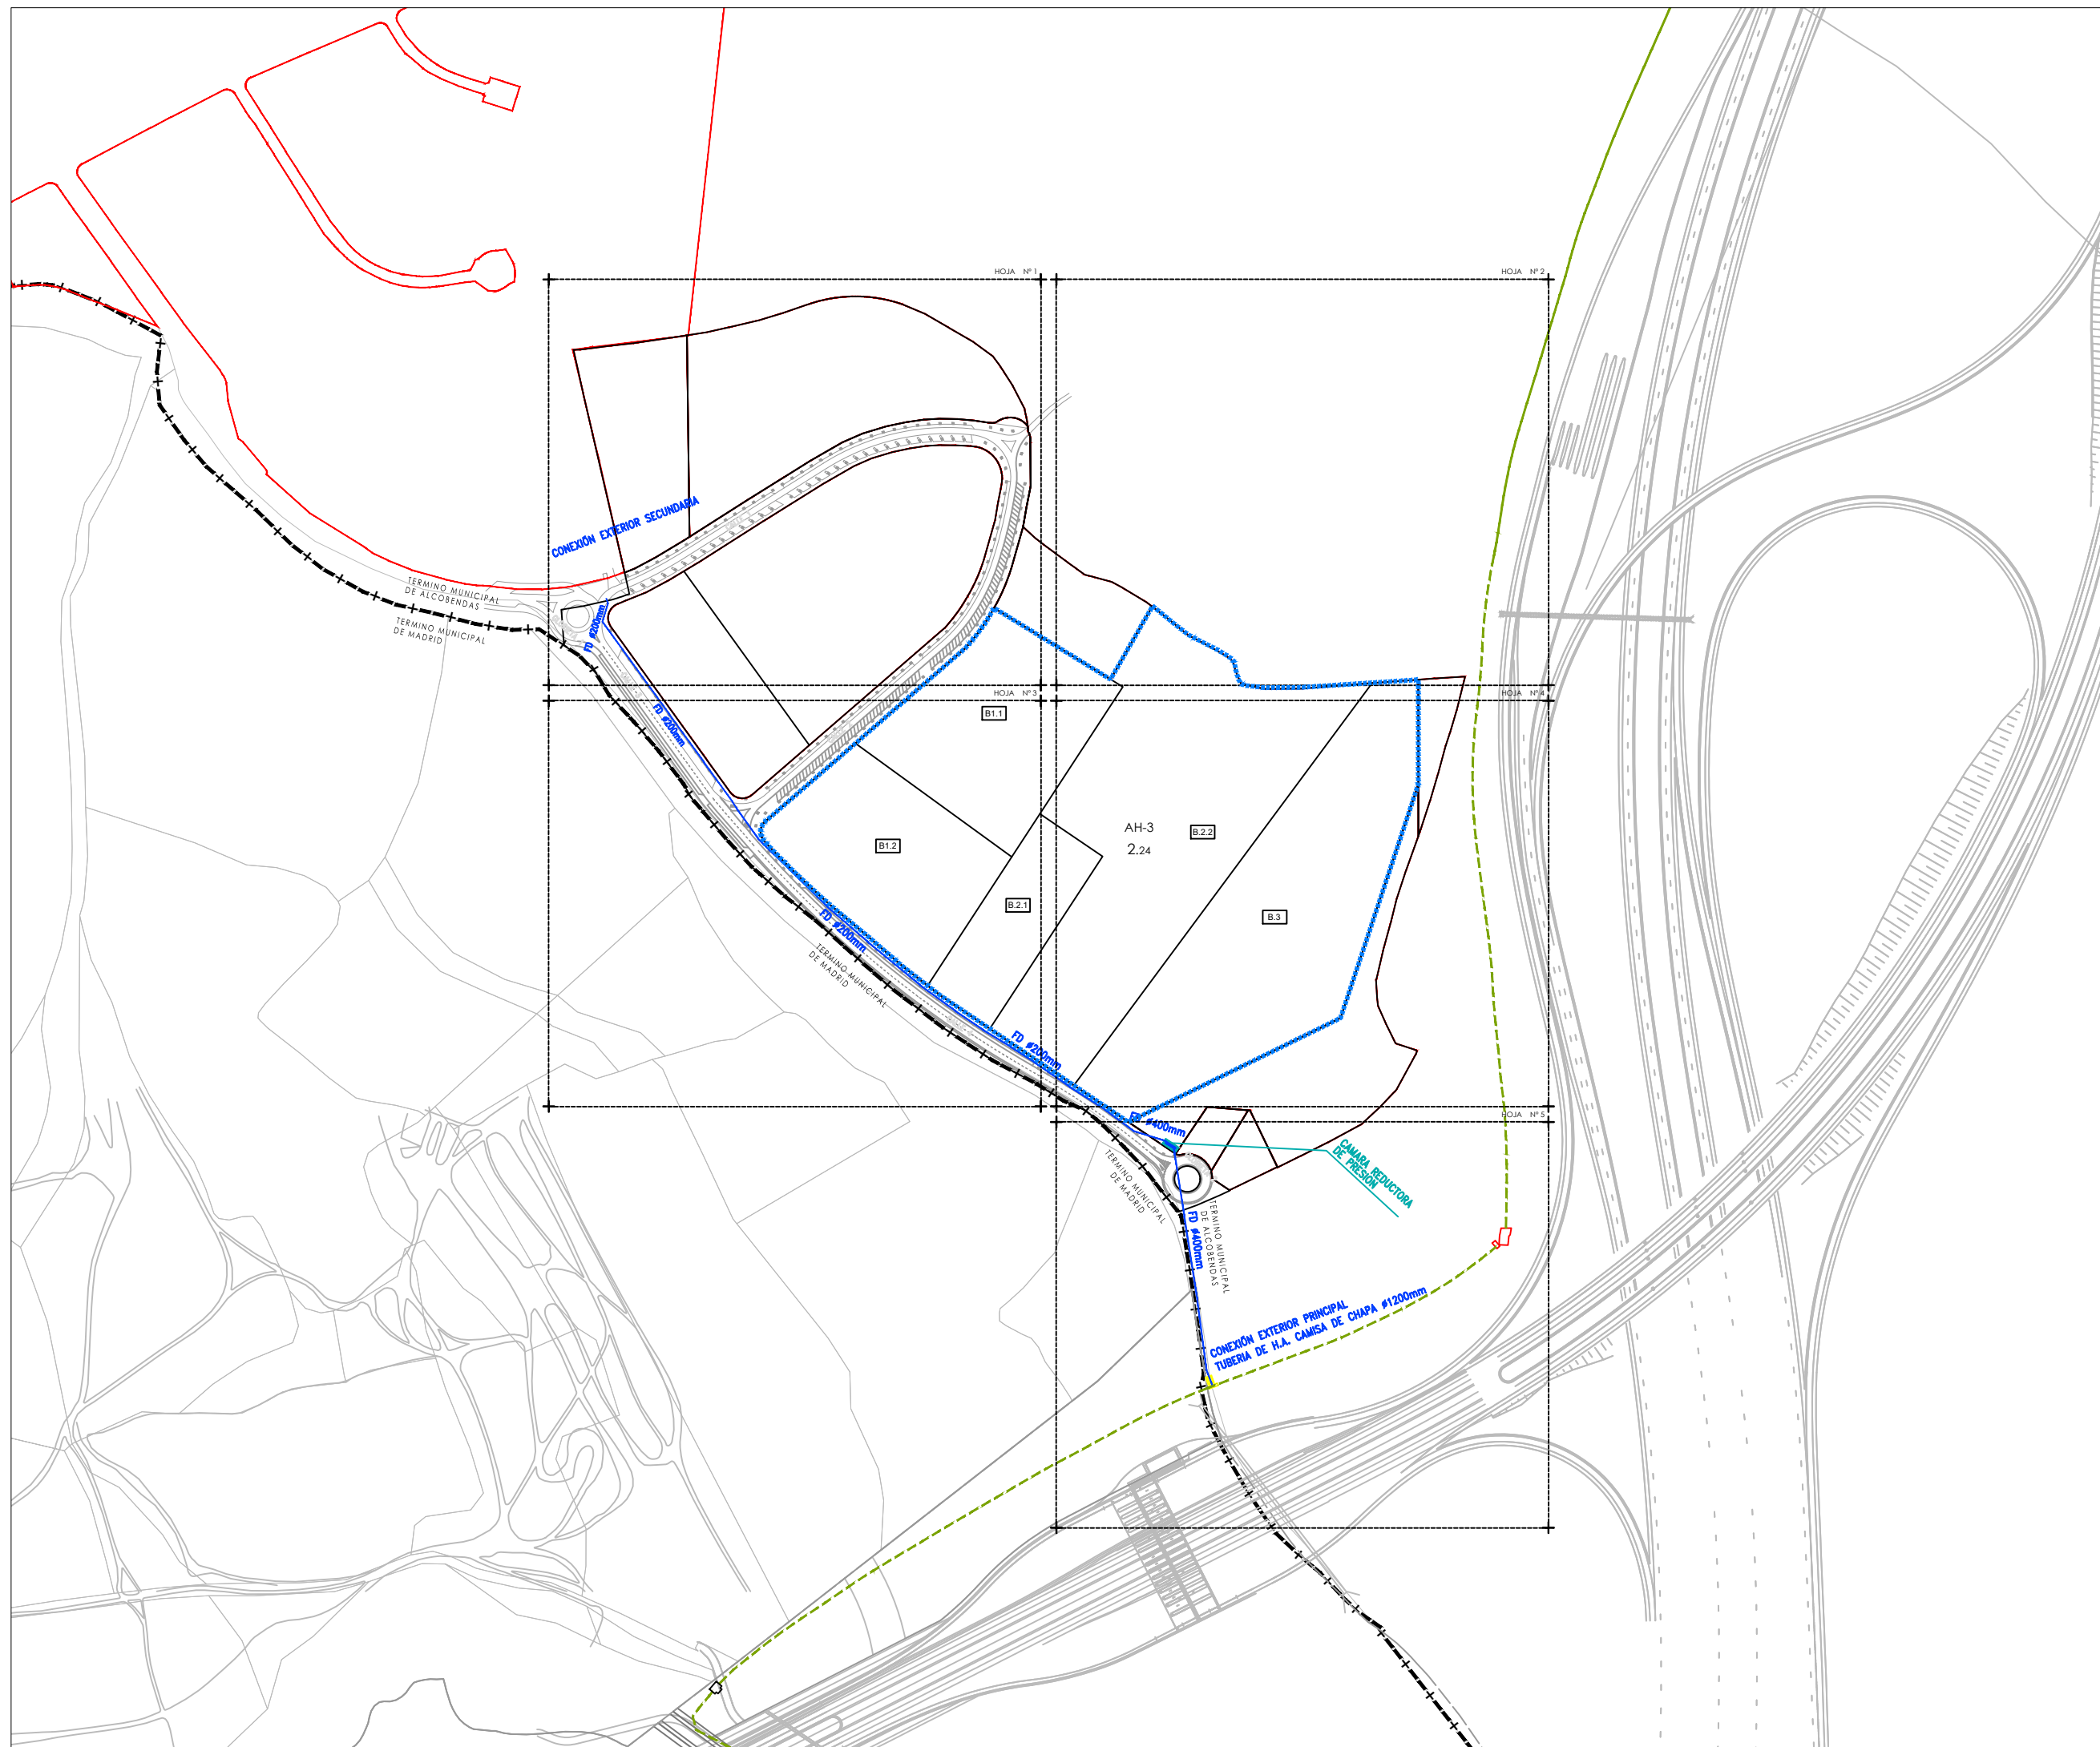 HOJA Nº 1
HOJA Nº 2
CONEXIÓN EXTERIOR SECUNDARIA
TERMINO MUNICIPAL
DE ALCOBENDAS
TERMINO MUNICIPAL
DE MADRID
FD ø200mm
HOJA Nº 3
HOJA Nº 4
FD ø200mm
B1.1
AH-3
2.24
B.2.2
B1.2
B.2.1
B.3
FD ø200mm
TERMINO MUNICIPAL
DE MADRID
FD ø200mm
HOJA Nº 5
FD ø400mm
CAMARA REDUCTORA
DE PRESIÓN
TERMINO MUNICIPAL
DE MADRID
TERMINO MUNICIPAL
DE ALCOBENDAS
FD ø400mm
CONEXIÓN EXTERIOR PRINCIPAL
TUBERIA DE H.A. CAMISA DE CHAPA ø1200mm